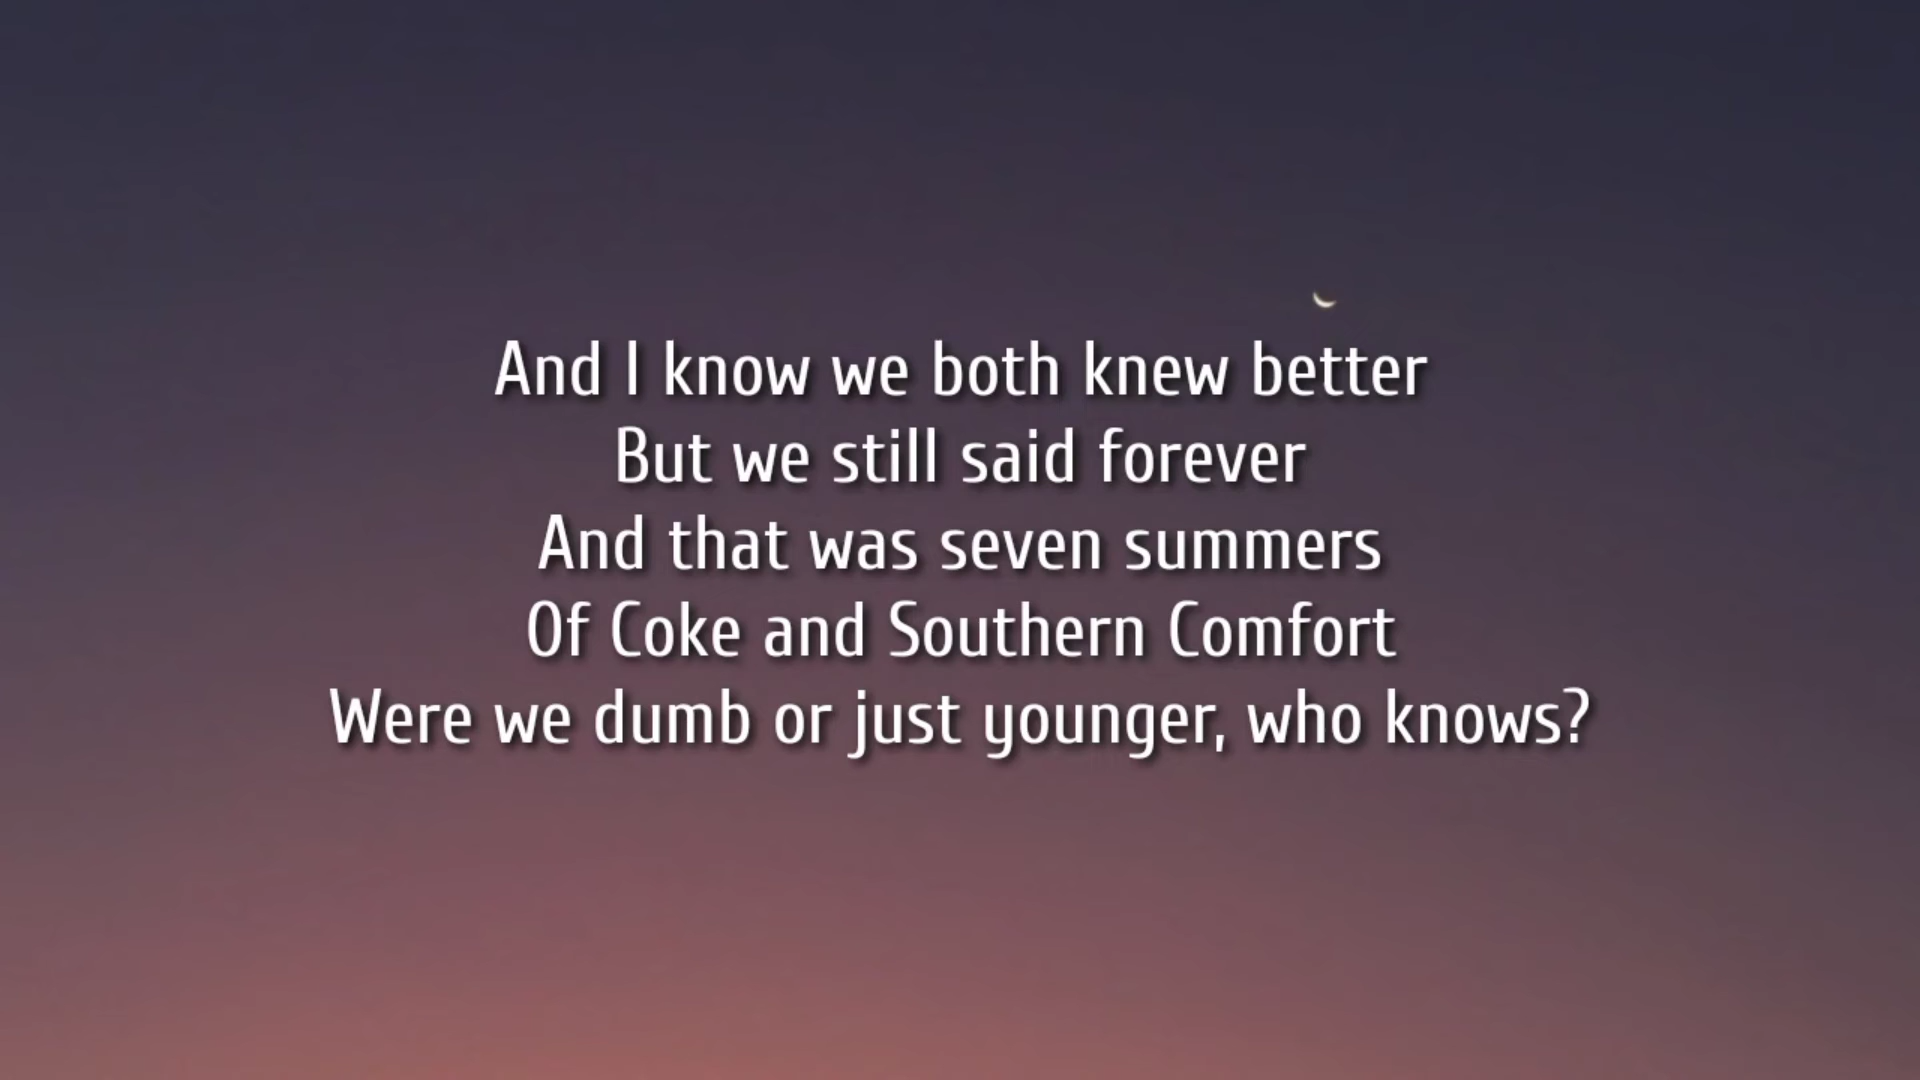 And I know we both knew better
But we still said forever
And that was seven summers
Of Coke and Southern Comfort
Were we dumb or just younger, who knows?